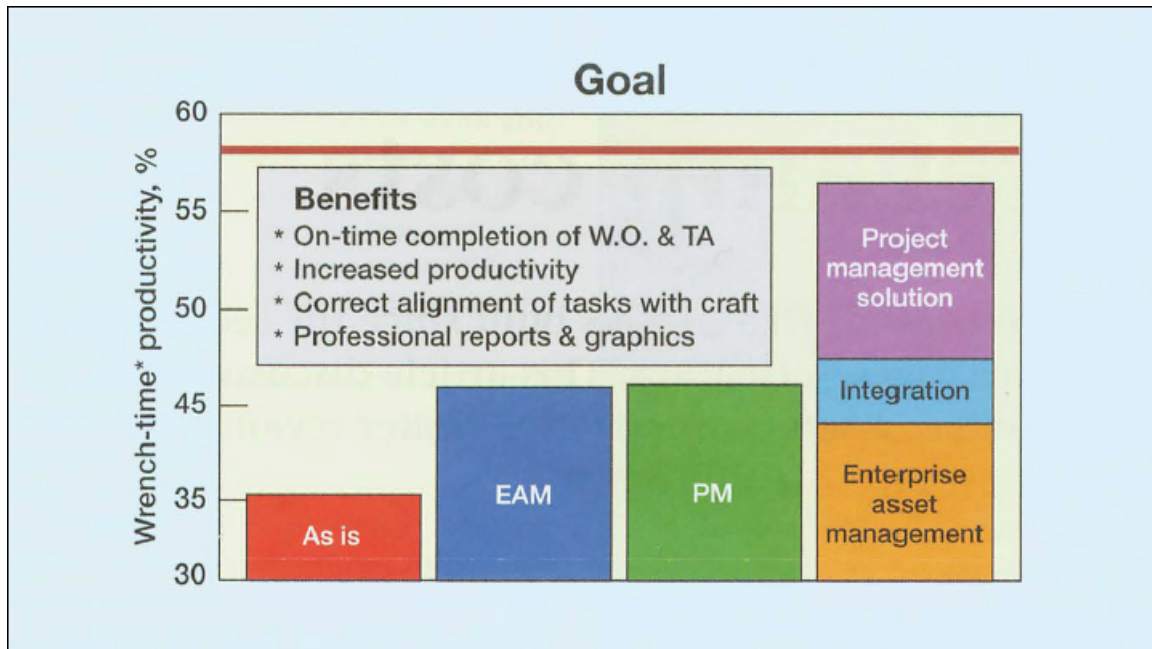 Goal
Wrench-time* productivity, %
60
55
50
45
35
30
Benefits
* On-time completion of W.O. & TA
* Increased productivity
* Correct alignment of tasks with craft
* Professional reports & graphics
As is
EAM
PM
Project
management
solution
Integration
Enterprise
asset
management